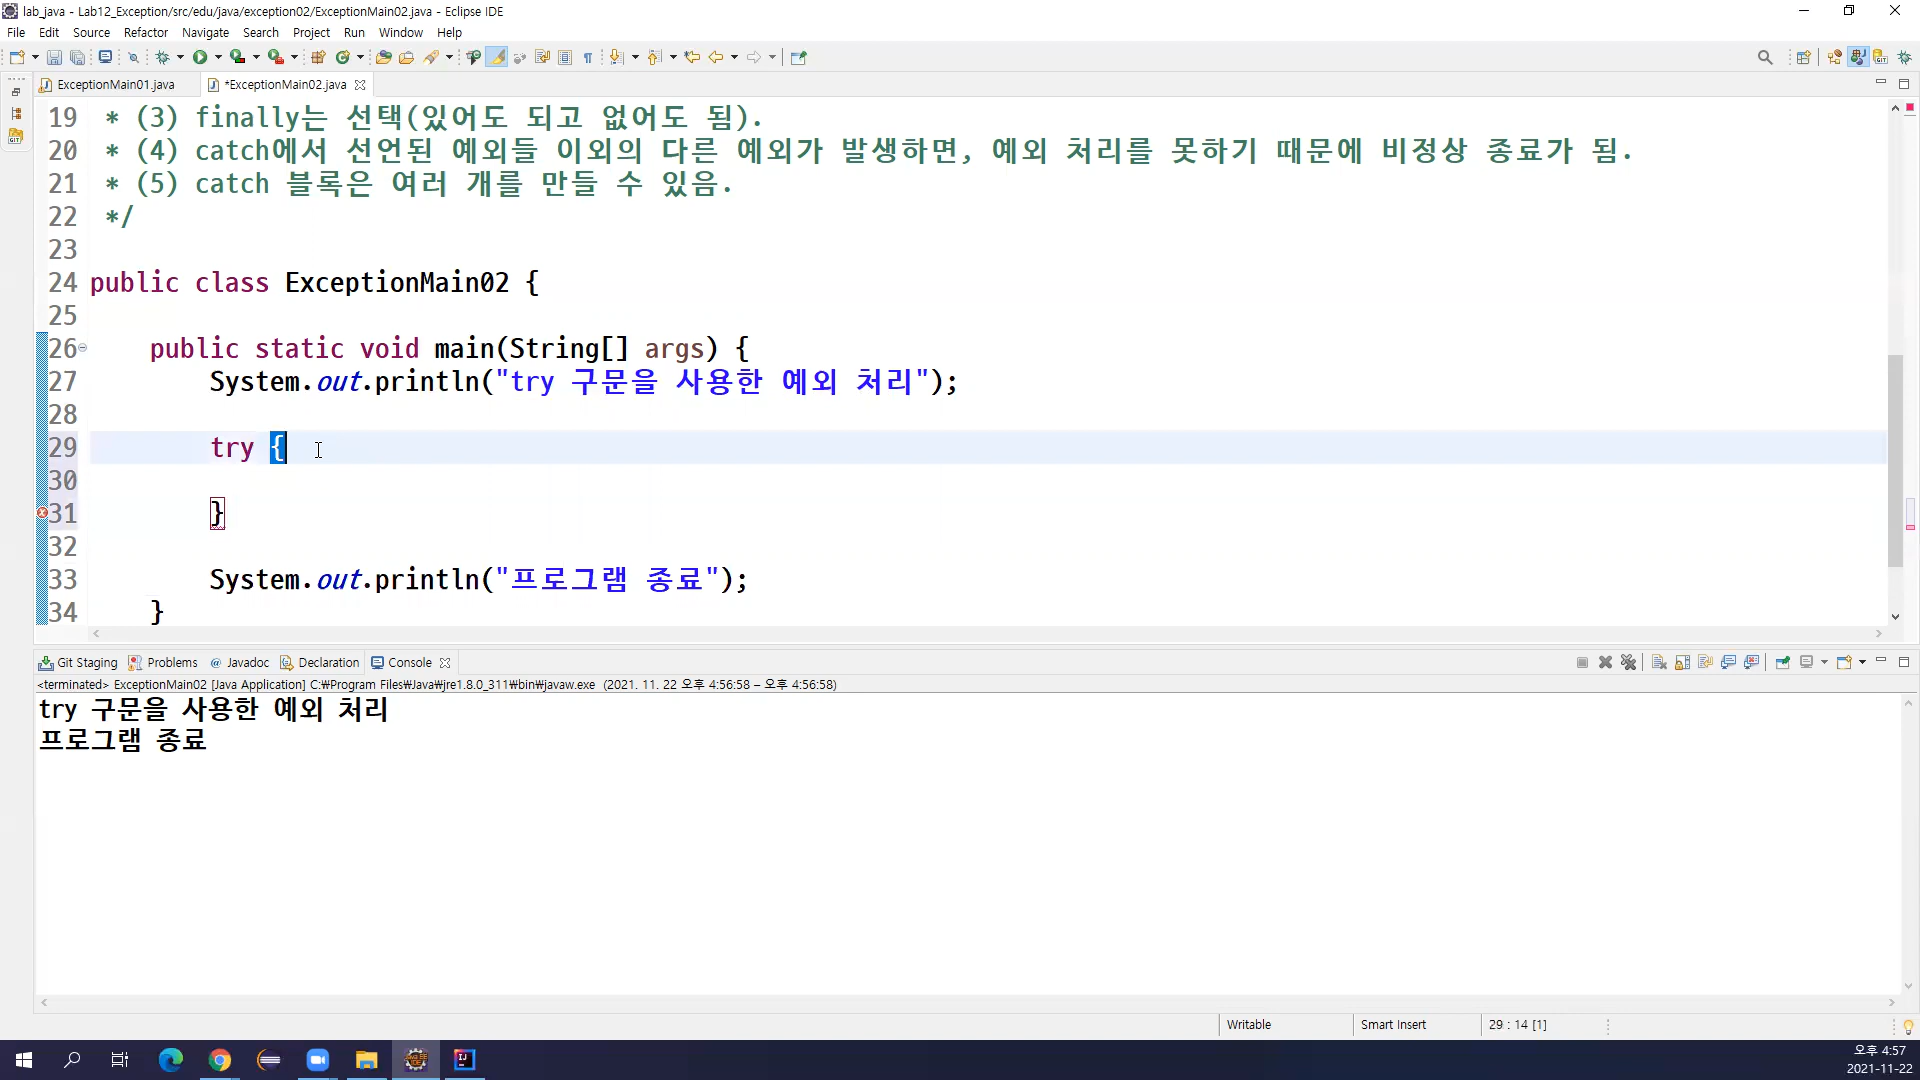 lab_java - Lab12_Exception/src/edu/java/exception02/ExceptionMain02.java - Eclipse IDE
File Edit Source Refactor Navigate Search Project Run Window Help
ExceptionMain01.java *ExceptionMain02.java
19 * (3) finally는 선택(있어도 되고 없어도 됨).
20 * (4) catch에서 선언된 예외들 이외의 다른 예외가 발생하면, 예외 처리를 못하기 때문에 비정상 종료가 됨.
21 * (5) catch 블록은 여러 개를 만들 수 있음.
22 */
23
24 public class ExceptionMain02 {
25
26 public static void main(String[] args) {
27 System.out.println("try 구문을 사용한 예외 처리");
28
29 try {
30
31 }
32
33 System.out.println("프로그램 종료");
34 }
Git Staging Problems @ Javadoc Declaration Console
<terminated> ExceptionMain02 [Java Application] C:₩Program Files₩Java₩jre1.8.0_311₩bin₩javaw.exe (2021. 11. 22 오후 4:56:58 – 오후 4:56:58)
try 구문을 사용한 예외 처리
프로그램 종료
Writable Smart Insert 29 : 14 [1]
오후 4:57
2021-11-22